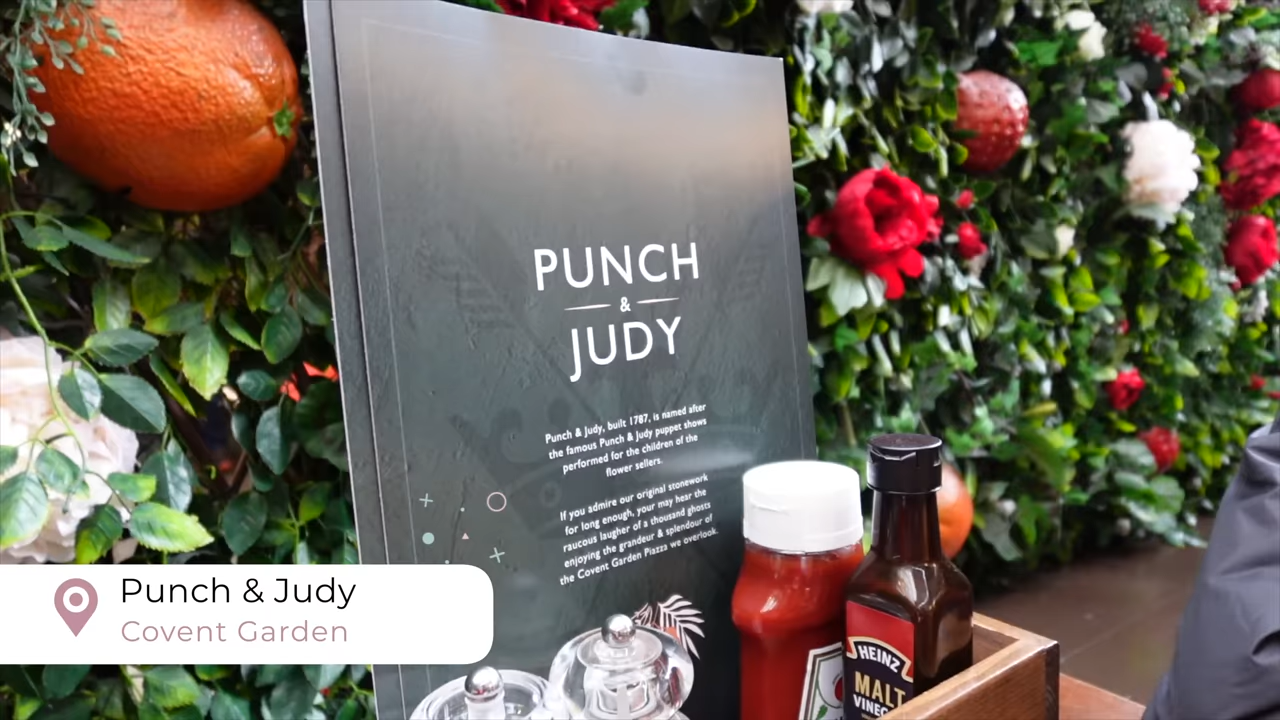 PUNCH
&
JUDY
Punch & Judy, built 1787, is named after
the famous Punch & Judy puppet shows
performed for the children of the
flower sellers.
If you admire our original stonework
for long enough, your may hear the
raucous laugher of a thousand ghosts
enjoying the grandeur & splendour of
the Covent Garden Piazza we overlook.
HEINZ
MALT
VINEG
Punch & Judy
Covent Garden